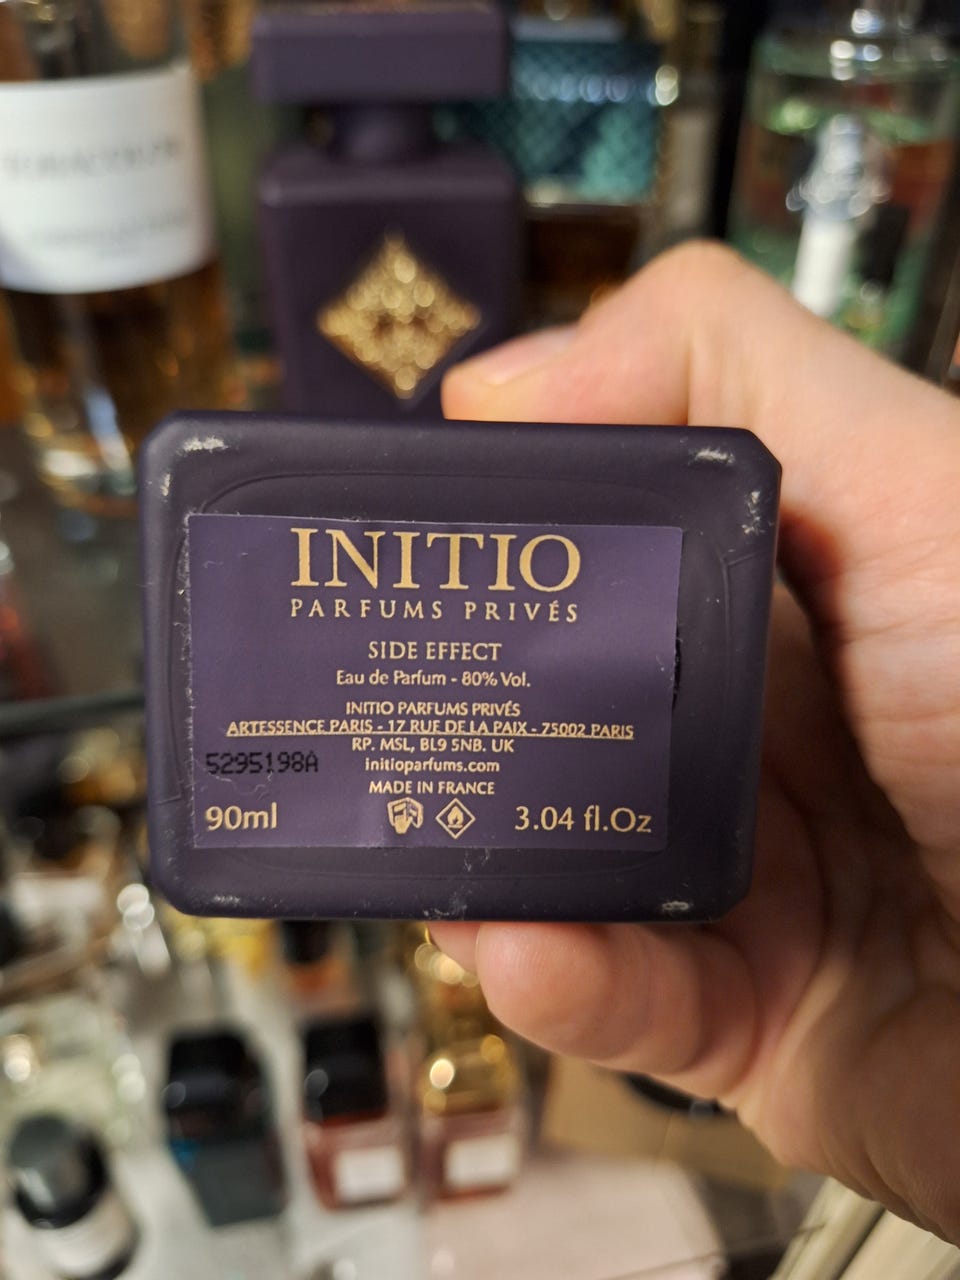 INITIO
PARFUMS PRIVÉS
SIDE EFFECT
Eau de Parfum - 80% Vol.
INITIO PARFUMS PRIVÉS
ARTESSENCE PARIS - 17 RUE DE LA PAIX - 75002 PARIS
RP. MSL, BL9 5NB. UK
5295198A
initioparfums.com
MADE IN FRANCE
90ml
3.04 fl.Oz